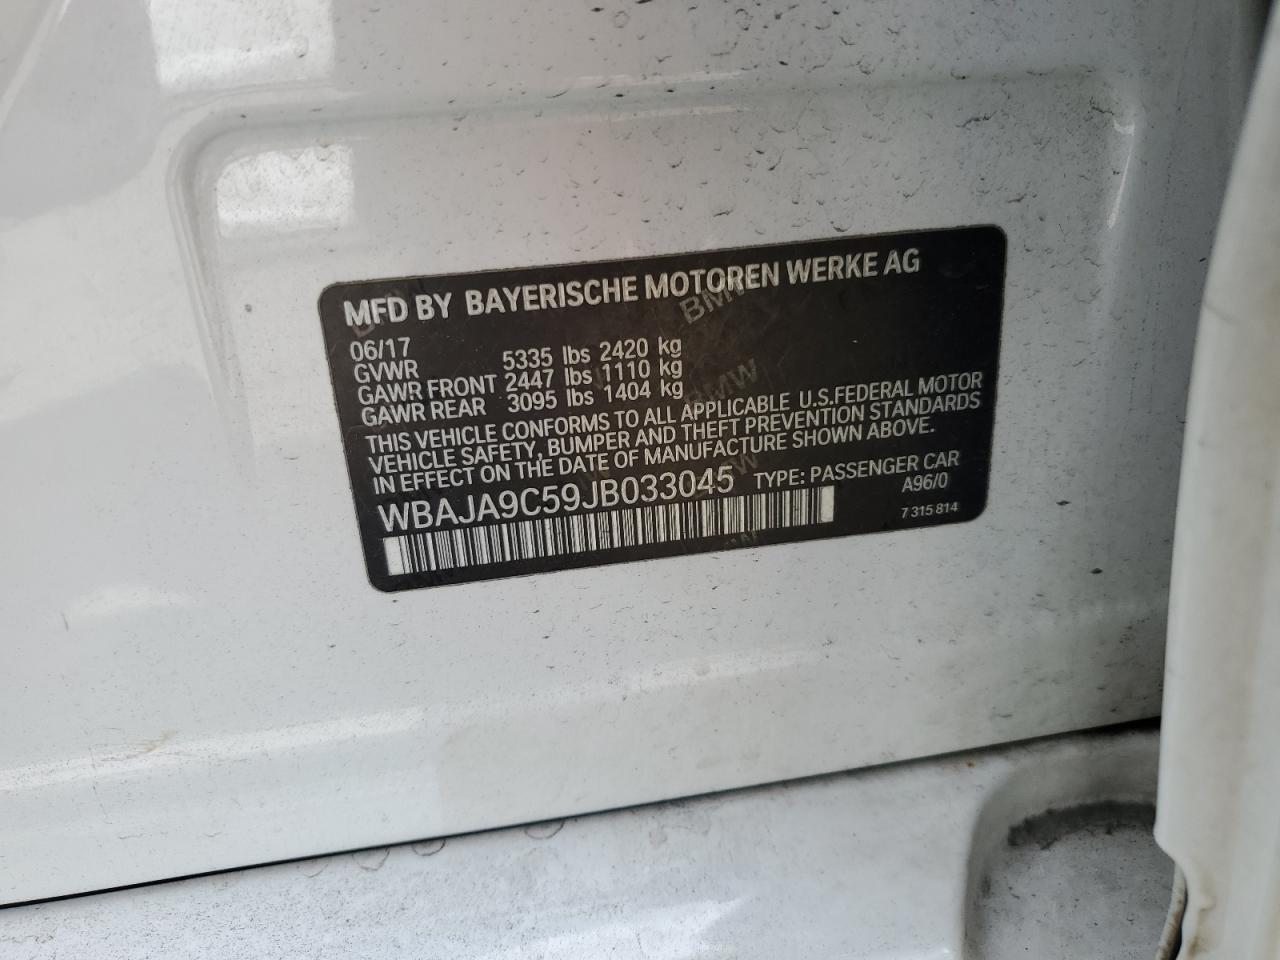 MFD BY BAYERISCHE MOTOREN WERKE AG
06/17
GVWR 5335 lbs 2420 kg
GAWR FRONT 2447 lbs 1110 kg
GAWR REAR 3095 lbs 1404 kg
THIS VEHICLE CONFORMS TO ALL APPLICABLE U.S.FEDERAL MOTOR
VEHICLE SAFETY, BUMPER AND THEFT PREVENTION STANDARDS
IN EFFECT ON THE DATE OF MANUFACTURE SHOWN ABOVE.
WBAJA9C59JB033045 TYPE: PASSENGER CAR
A96/0
7 315 814
BMW
BMW